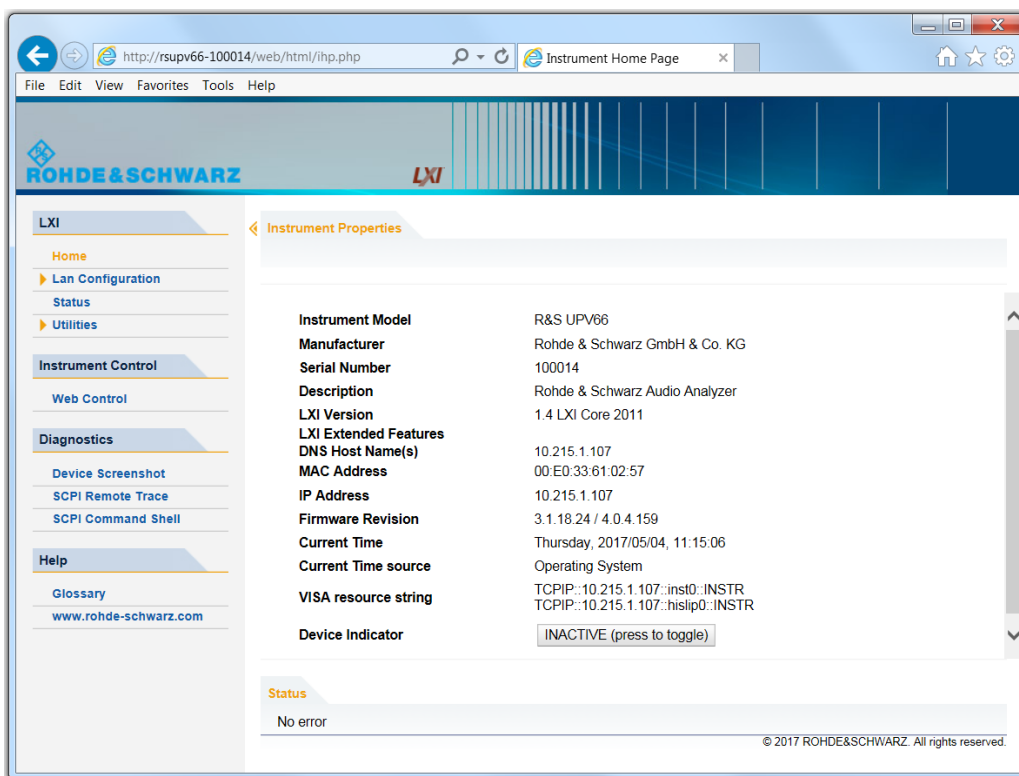 http://rsupv66-100014/web/html/ihp.php
Instrument Home Page
File Edit View Favorites Tools Help
ROHDE&SCHWARZ
LXI
LXI
Home
Lan Configuration
Status
Utilities
Instrument Control
Web Control
Diagnostics
Device Screenshot
SCPI Remote Trace
SCPI Command Shell
Help
Glossary
www.rohde-schwarz.com
Instrument Properties
Instrument Model R&S UPV66
Manufacturer Rohde & Schwarz GmbH & Co. KG
Serial Number 100014
Description Rohde & Schwarz Audio Analyzer
LXI Version 1.4 LXI Core 2011
LXI Extended Features
DNS Host Name(s) 10.215.1.107
MAC Address 00:E0:33:61:02:57
IP Address 10.215.1.107
Firmware Revision 3.1.18.24 / 4.0.4.159
Current Time Thursday, 2017/05/04, 11:15:06
Current Time source Operating System
VISA resource string TCPIP::10.215.1.107::inst0::INSTR
TCPIP::10.215.1.107::hislip0::INSTR
Device Indicator INACTIVE (press to toggle)
Status
No error
© 2017 ROHDE&SCHWARZ. All rights reserved.